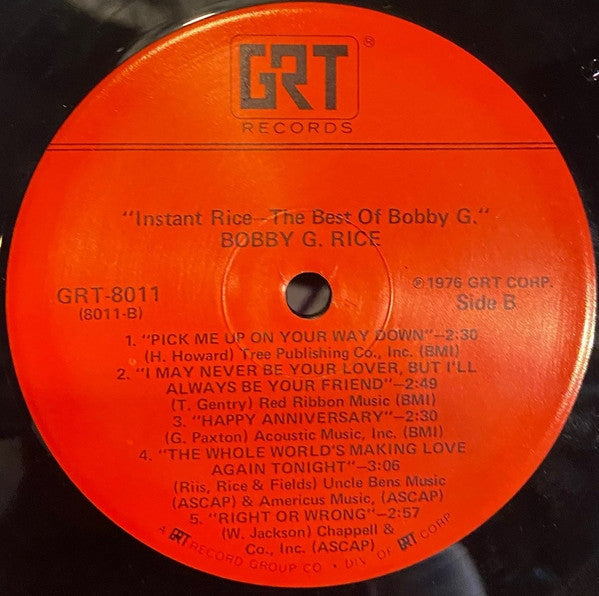 GRT®
RECORDS
"Instant Rice—The Best Of Bobby G."
BOBBY G. RICE
GRT-8011
(8011-B)
℗1976 GRT CORP.
Side B
1. "PICK ME UP ON YOUR WAY DOWN"—2:30
(H. Howard) Tree Publishing Co., Inc. (BMI)
2. "I MAY NEVER BE YOUR LOVER, BUT I'LL
ALWAYS BE YOUR FRIEND"—2:49
(T. Gentry) Red Ribbon Music (BMI)
3. "HAPPY ANNIVERSARY"—2:30
(G. Paxton) Acoustic Music, Inc. (BMI)
4. "THE WHOLE WORLD'S MAKING LOVE
AGAIN TONIGHT"—3:06
(Riis, Rice & Fields) Uncle Bens Music
(ASCAP) & Americus Music, (ASCAP)
5. "RIGHT OR WRONG"—2:57
(W. Jackson) Chappell &
Co., Inc. (ASCAP)
A GRT RECORD GROUP CO • DIV OF GRT CORP